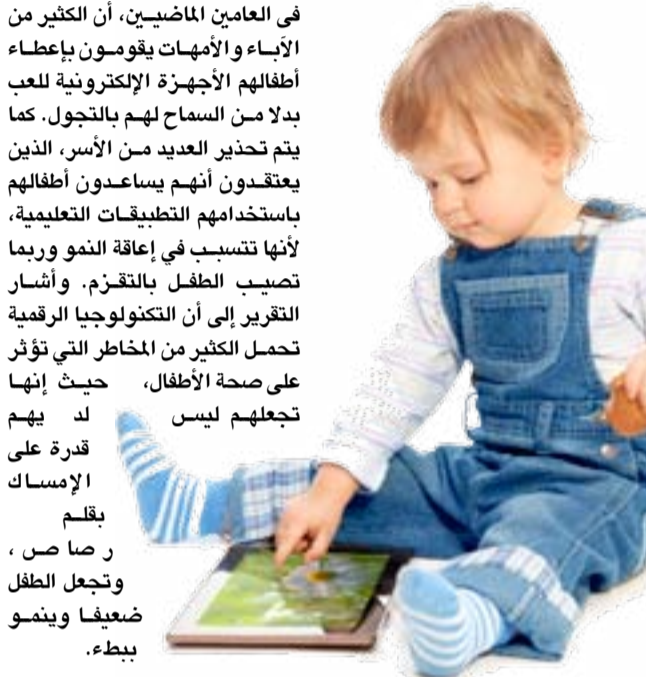 فى العامين الماضيين، أن الكثير من
الآباء والأمهات يقومون بإعطاء
أطفالهم الأجهزة الإلكترونية للعب
بدلا من السماح لهم بالتجول. كما
يتم تحذير العديد من الأسر، الذين
يعتقدون أنهم يساعدون أطفالهم
باستخدامهم التطبيقات التعليمية،
لأنها تتسبب في إعاقة النمو وربما
تصيب الطفل بالتقزم. وأشار
التقرير إلى أن التكنولوجيا الرقمية
تحمل الكثير من المخاطر التي تؤثر
على صحة الأطفال، حيث إنها
تجعلهم ليس لد يهم
قدرة على
الإمساك
بقلم
ر صا ص ،
وتجعل الطفل
ضعيفا وينمو
ببطء.